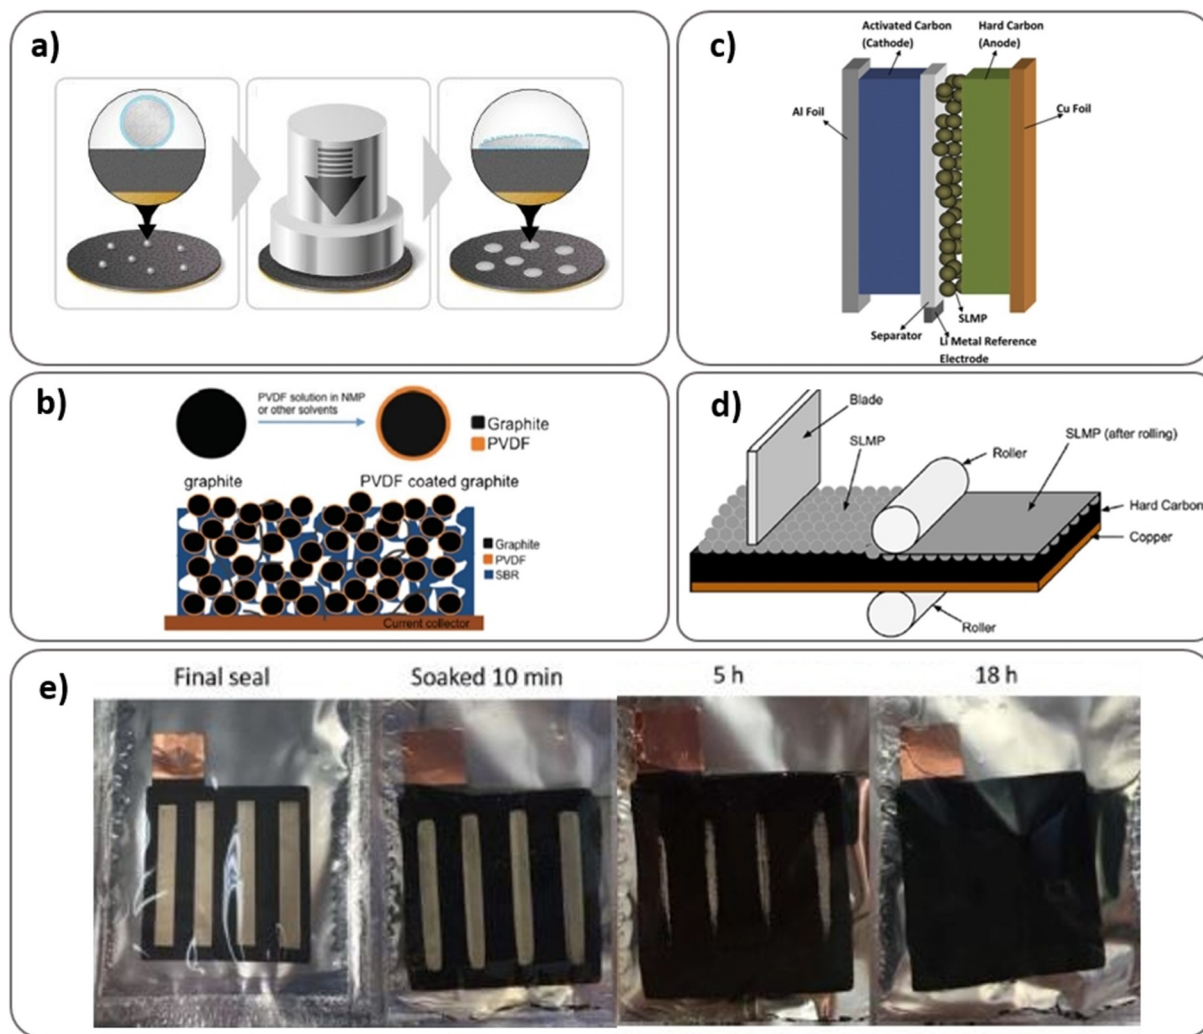 a)
c)
Activated Carbon
(Cathode)
Hard Carbon
(Anode)
Al Foil
Cu Foil
Separator
SLMP
Li Metal Reference
Electrode
b)
PVDF solution in NMP
or other solvents
Graphite
PVDF
graphite
PVDF coated graphite
Graphite
PVDF
SBR
Current collector
d)
Blade
SLMP
Roller
SLMP (after rolling)
Hard Carbon
Copper
Roller
e)
Final seal
Soaked 10 min
5 h
18 h